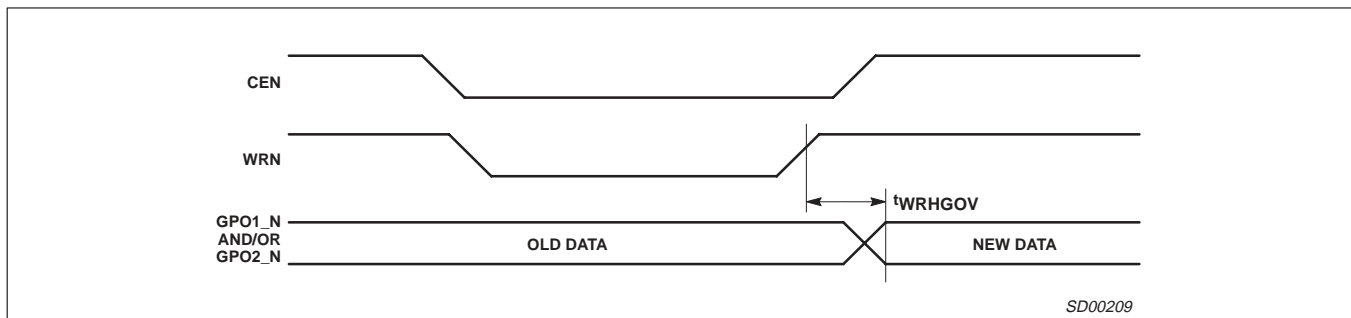 CEN
WRN
tWRHGOV
GPO1_N
AND/OR
GPO2_N
OLD DATA
NEW DATA
SD00209